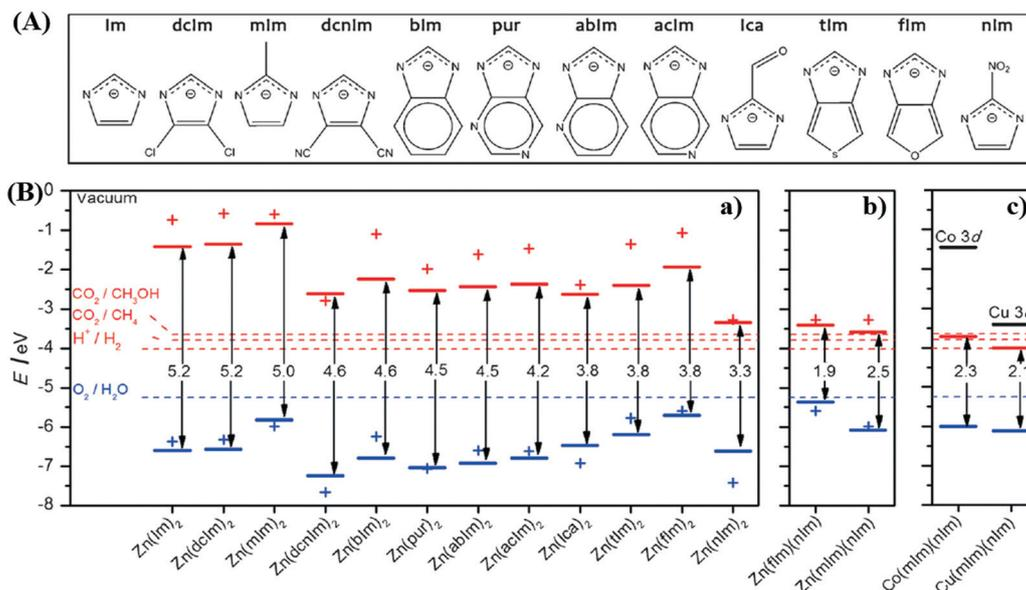 (A)
Im dcIm mIm dcnIm bIm pur abIm acIm Ica tIm fIm nIm
N N N N N N N N N N N N N N N N O N N N N N N NO₂ N N
Cl Cl NC CN N N N N S O
(B)
0
Vacuum
a) b) c)
-1
Co 3d
-2
-3
CO₂ / CH₃OH
Cu 3
CO₂ / CH₄
H⁺ / H₂
-4
E / eV
5.2 5.2 5.0 4.6 4.6 4.5 4.5 4.2 3.8 3.8 3.8 3.3 1.9 2.5 2.3 2.
-5
O₂ / H₂O
-6
-7
-8
Zn(Im)₂ Zn(dcIm)₂ Zn(mIm)₂ Zn(dcnIm)₂ Zn(bIm)₂ Zn(pur)₂ Zn(abIm)₂ Zn(acIm)₂ Zn(Ica)₂ Zn(tIm)₂ Zn(fIm)₂ Zn(nIm)₂ Zn(fIm)(nIm) Zn(mIm)(nIm) Co(mIm)(nIm) Cu(mIm)(nIm)